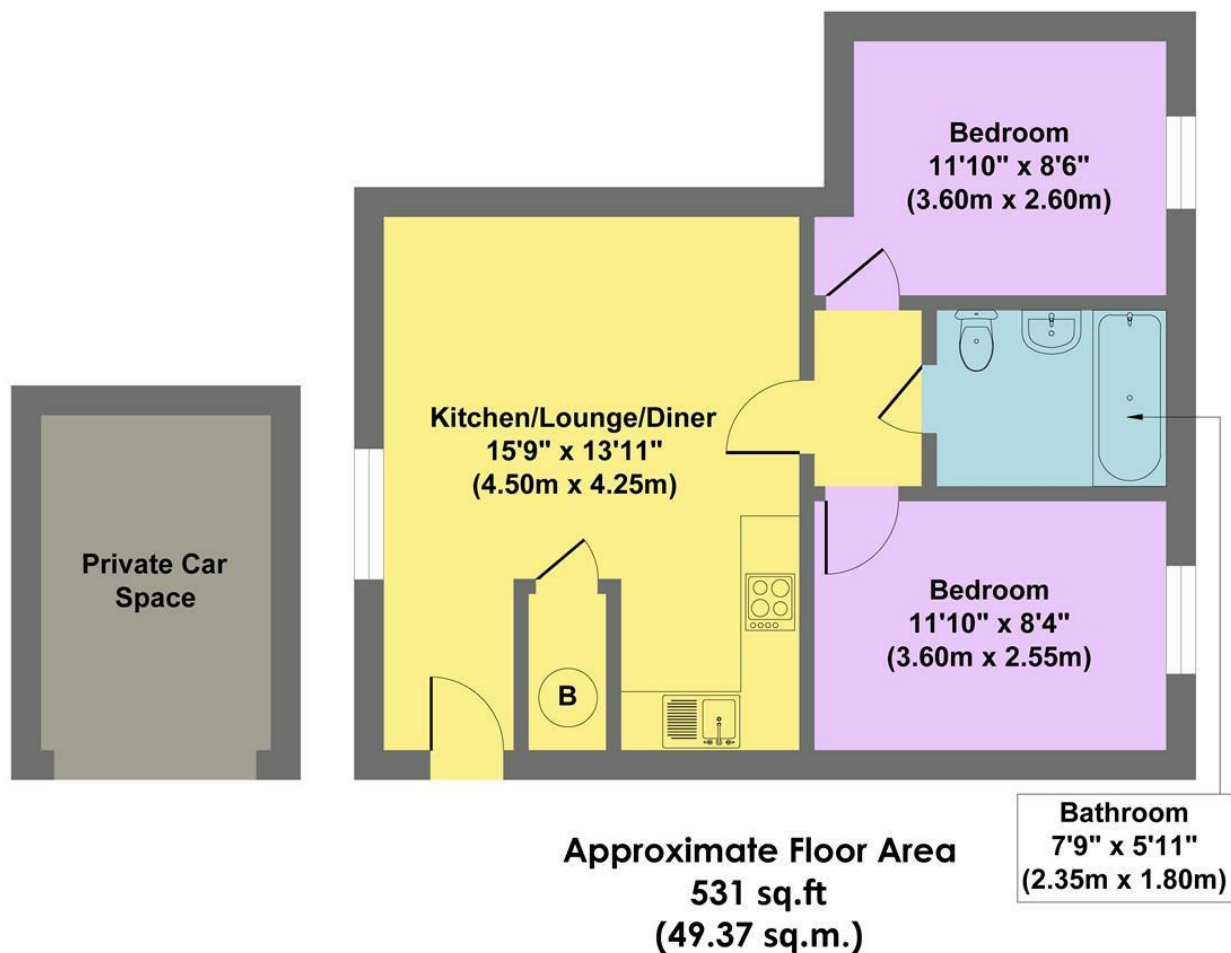 Bedroom
11'10" x 8'6"
(3.60m x 2.60m)
Kitchen/Lounge/Diner
15'9" x 13'11"
(4.50m x 4.25m)
Private Car
Space
Bedroom
11'10" x 8'4"
(3.60m x 2.55m)
B
Bathroom
7'9" x 5'11"
(2.35m x 1.80m)
Approximate Floor Area
531 sq.ft
(49.37 sq.m.)